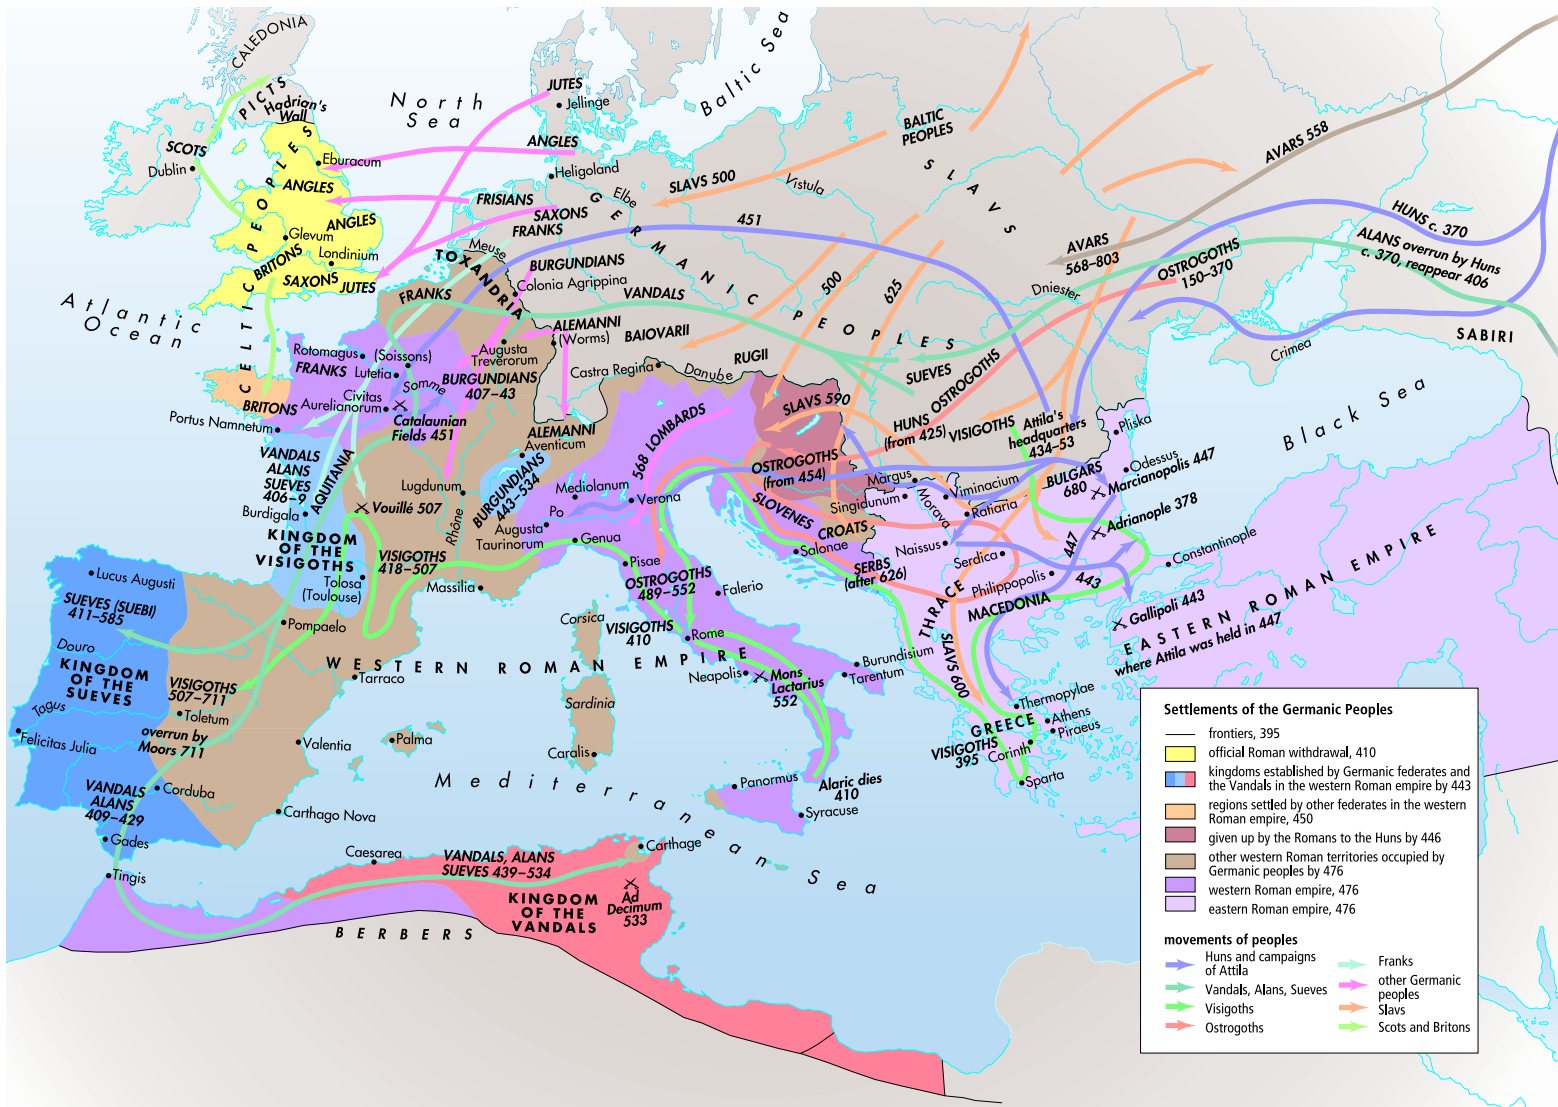 CALEDONIA
PICTS
Hadrian's
Wall
North
Sea
Baltic Sea
JUTES
Jellinge
ANGLES
Heligoland
SCOTS
Dublin
Eburacum
ANGLES
ANGLES
CELTIC PEOPLES
Glevum
Londinium
BRITONS
SAXONS
JUTES
FRISIANS
SAXONS
FRANKS
Elbe
SLAVS 500
Vistula
BALTIC
PEOPLES
SLAVS
AVARS 558
HUNS c. 370
ALANS overrun by Huns
c. 370, reappear 406
AVARS
568–803
OSTROGOTHS
150–370
451
GERMANIC PEOPLES
Meuse
TOXANDRIA
BURGUNDIANS
Colonia Agrippina
FRANKS
VANDALS
500
625
Dniester
SABIRI
Crimea
Atlantic
Ocean
ALEMANNI
(Worms)
BAIOVARII
RUGII
Danube
Castra Regina
Augusta
Treverorum
SUEVES
OSTROGOTHS
HUNS
(from 425)
VISIGOTHS
Attila's
headquarters
434–53
Rotomagus
(Soissons)
FRANKS
Lutetia
Somme
BURGUNDIANS
407–43
Civitas
Aurelianorum
Catalaunian
Fields 451
BRITONS
Portus Namnetum
ALEMANNI
Aventicum
568 LOMBARDS
SLAVS 590
OSTROGOTHS
(from 454)
Pliska
Odessus
Black Sea
BULGARS
680
Marcianopolis 447
VANDALS
ALANS
SUEVES
406–9
AQUITANIA
Burdigala
Vouillé 507
Lugdunum
Rhône
BURGUNDIANS
443–534
Mediolanum
Verona
Po
Augusta
Taurinorum
Genua
SLOVENES
CROATS
Salonae
Margus
Singidunum
Morava
Viminacium
Ratiaria
Naissus
Serdica
Adrianople 378
447
443
Constantinople
KINGDOM
OF THE
VISIGOTHS
Tolosa
(Toulouse)
VISIGOTHS
418–507
Massilia
Pisae
OSTROGOTHS
489–552
Falerio
SERBS
(after 626)
Philippopolis
THRACE
MACEDONIA
Gallipoli 443
EASTERN ROMAN EMPIRE
where Attila was held in 447
Lucus Augusti
SUEVES (SUEBI)
411–585
Douro
Pompaelo
Corsica
VISIGOTHS
410
Rome
WESTERN ROMAN EMPIRE
Burundisium
Tarentum
SLAVS 600
KINGDOM
OF THE
SUEVES
VISIGOTHS
507–711
Toletum
Tarraco
Neapolis
Mons
Lactarius
552
Sardinia
Tagus
Felicitas Julia
overrun by
Moors 711
Valentia
Palma
Caralis
Thermopylae
GREECE
Athens
Piraeus
VISIGOTHS
395
Corinth
Sparta
VANDALS
ALANS
409–429
Corduba
Carthago Nova
Gades
Mediterranean Sea
Panormus
Alaric dies
410
Syracuse
Tingis
Caesarea
VANDALS, ALANS
SUEVES 439–534
Carthage
KINGDOM
OF THE
VANDALS
Ad
Decimum
533
BERBERS
Settlements of the Germanic Peoples
frontiers, 395
official Roman withdrawal, 410
kingdoms established by Germanic federates and
the Vandals in the western Roman empire by 443
regions settled by other federates in the western
Roman empire, 450
given up by the Romans to the Huns by 446
other western Roman territories occupied by
Germanic peoples by 476
western Roman empire, 476
eastern Roman empire, 476
movements of peoples
Huns and campaigns
of Attila
Vandals, Alans, Sueves
Visigoths
Ostrogoths
Franks
other Germanic
peoples
Slavs
Scots and Britons